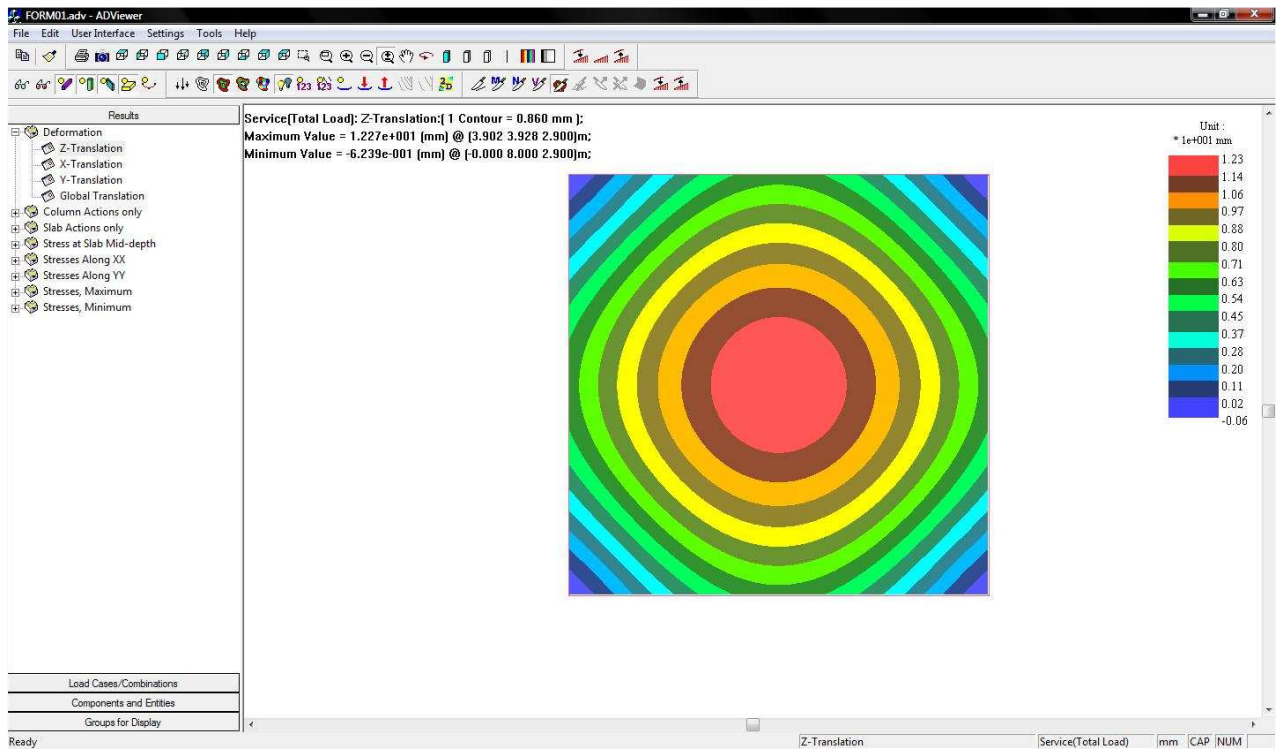 FORM01.adv - ADViewer
File Edit User Interface Settings Tools Help
Results
Deformation
Z-Translation
X-Translation
Y-Translation
Global Translation
Column Actions only
Slab Actions only
Stress at Slab Mid-depth
Stresses Along XX
Stresses Along YY
Stresses, Maximum
Stresses, Minimum
Load Cases/Combinations
Components and Entities
Groups for Display
Service(Total Load): Z-Translation:( 1 Contour = 0.860 mm );
Maximum Value = 1.227e+001 (mm) @ (3.902 3.928 2.900)m;
Minimum Value = -6.239e-001 (mm) @ (-0.000 8.000 2.900)m;
Unit :
* 1e+001 mm
1.23
1.14
1.06
0.97
0.88
0.80
0.71
0.63
0.54
0.45
0.37
0.28
0.20
0.11
0.02
-0.06
Ready Z-Translation Service(Total Load) mm CAP NUM